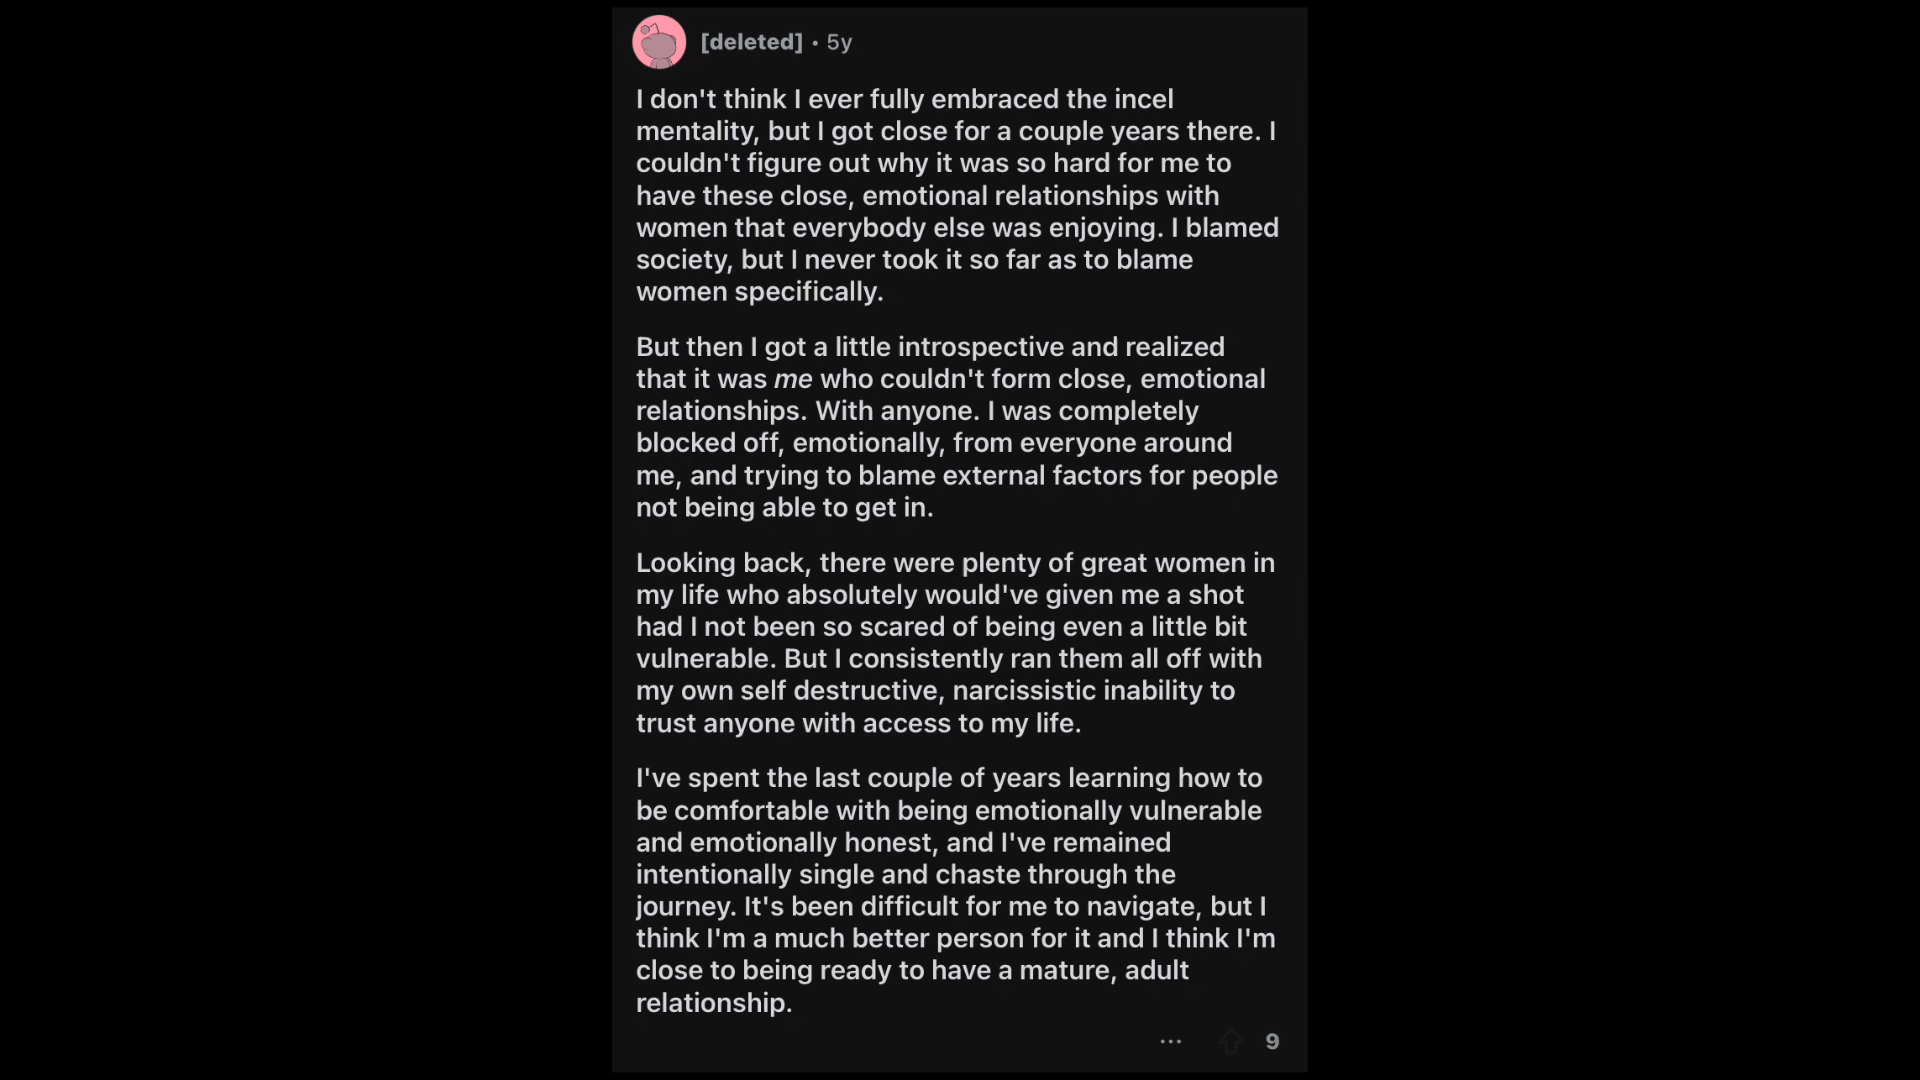 [deleted] • 5y
I don't think I ever fully embraced the incel
mentality, but I got close for a couple years there. I
couldn't figure out why it was so hard for me to
have these close, emotional relationships with
women that everybody else was enjoying. I blamed
society, but I never took it so far as to blame
women specifically.
But then I got a little introspective and realized
that it was me who couldn't form close, emotional
relationships. With anyone. I was completely
blocked off, emotionally, from everyone around
me, and trying to blame external factors for people
not being able to get in.
Looking back, there were plenty of great women in
my life who absolutely would've given me a shot
had I not been so scared of being even a little bit
vulnerable. But I consistently ran them all off with
my own self destructive, narcissistic inability to
trust anyone with access to my life.
I've spent the last couple of years learning how to
be comfortable with being emotionally vulnerable
and emotionally honest, and I've remained
intentionally single and chaste through the
journey. It's been difficult for me to navigate, but I
think I'm a much better person for it and I think I'm
close to being ready to have a mature, adult
relationship.
... 9